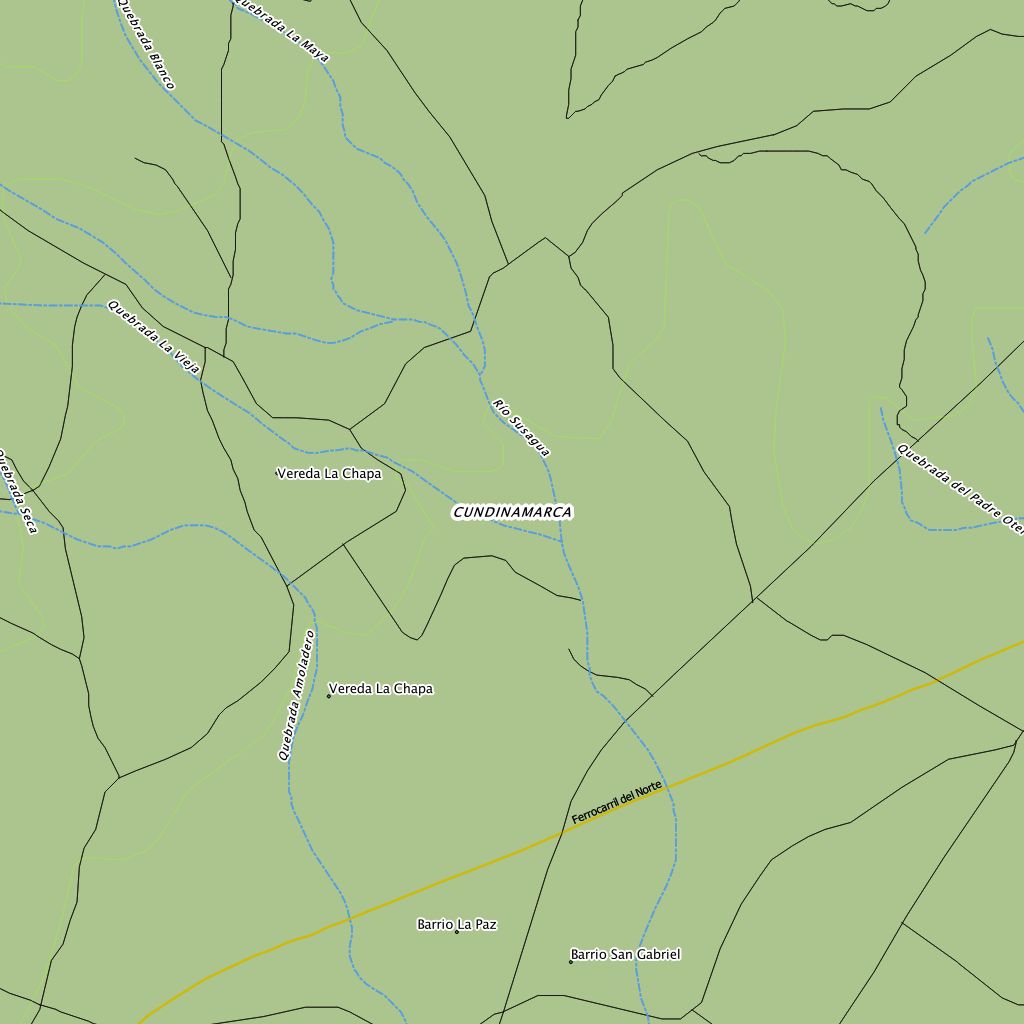 Quebrada La Maya
Quebrada Blanco
Quebrada La Vieja
Río Susagua
Quebrada del Padre Oter
Vereda La Chapa
Quebrada Seca
CUNDINAMARCA
Quebrada Amoladero
Vereda La Chapa
Ferrocarril del Norte
Barrio La Paz
Barrio San Gabriel